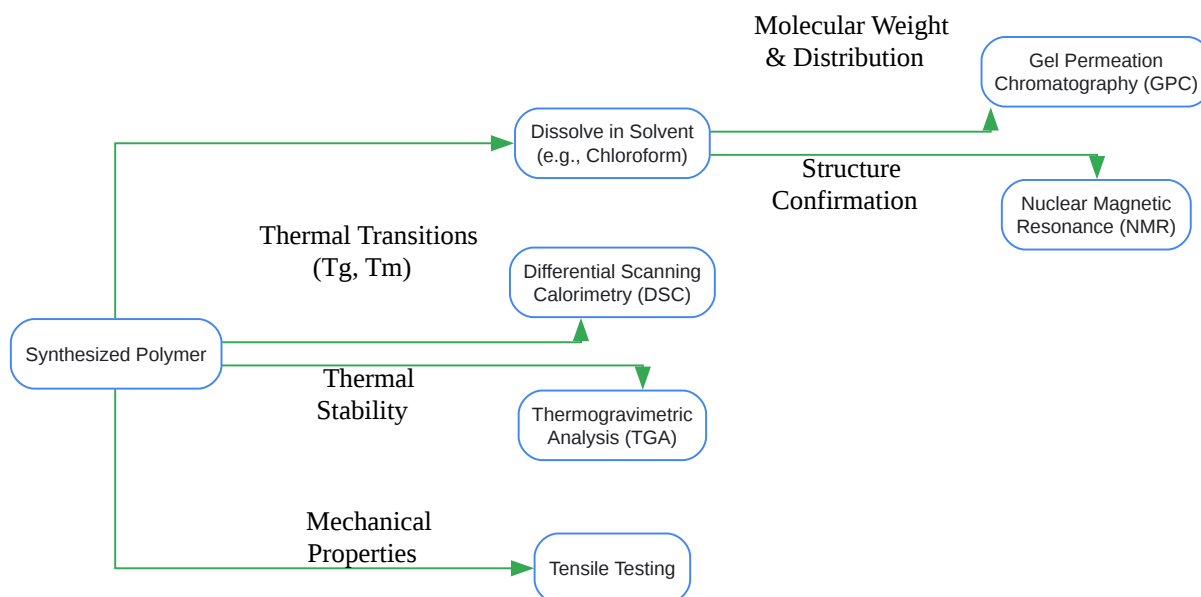 Molecular Weight
& Distribution
Gel Permeation
Chromatography (GPC)
Dissolve in Solvent
(e.g., Chloroform)
Structure
Confirmation
Nuclear Magnetic
Resonance (NMR)
Thermal Transitions
(Tg, Tm)
Differential Scanning
Calorimetry (DSC)
Synthesized Polymer
Thermal
Stability
Thermogravimetric
Analysis (TGA)
Mechanical
Properties
Tensile Testing